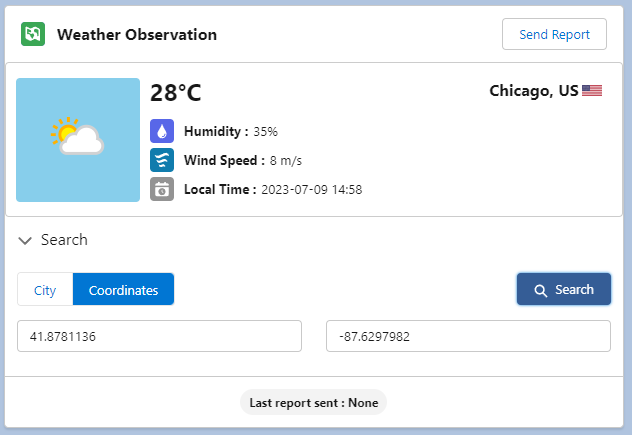 Weather Observation
Send Report
28°C
Chicago, US
Humidity : 35%
Wind Speed : 8 m/s
Local Time : 2023-07-09 14:58
Search
City
Coordinates
Search
41.8781136
-87.6297982
Last report sent : None